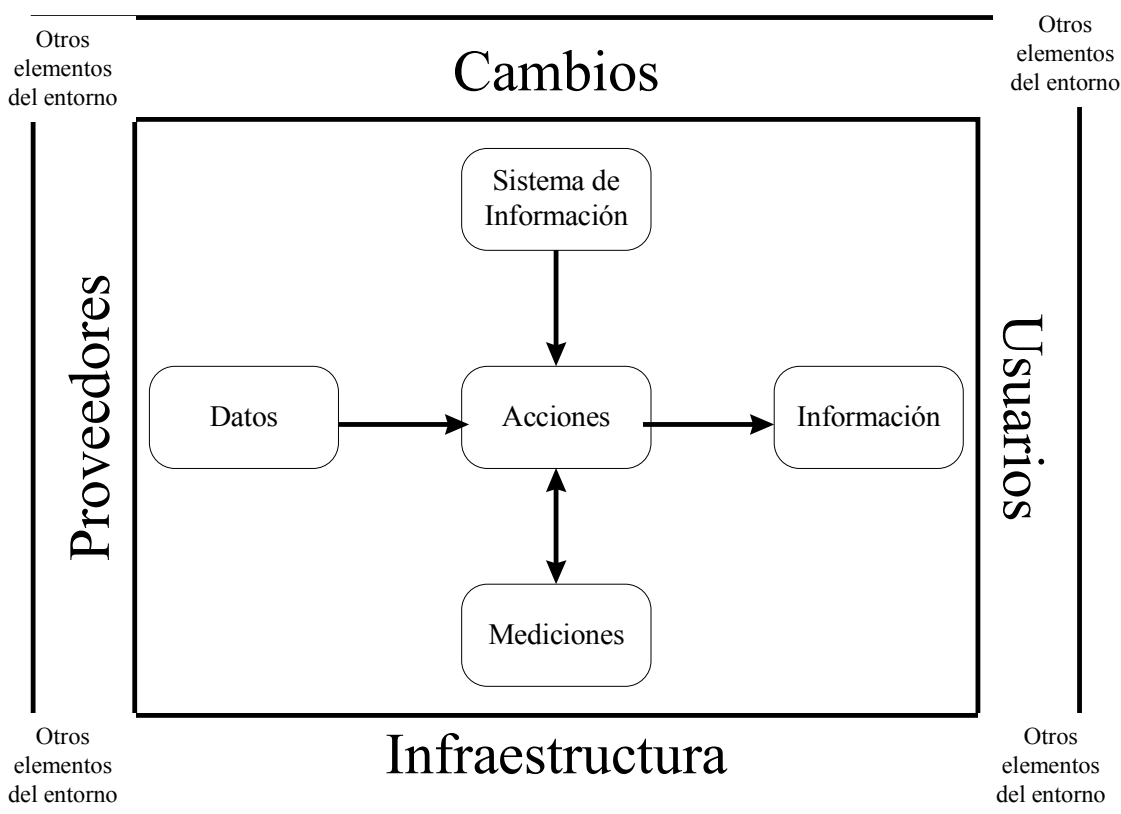 Otros
elementos
del entorno
Cambios
Otros
elementos
del entorno
Sistema de
Información
Proveedores
Datos
Acciones
Información
Usuarios
Mediciones
Otros
elementos
del entorno
Infraestructura
Otros
elementos
del entorno